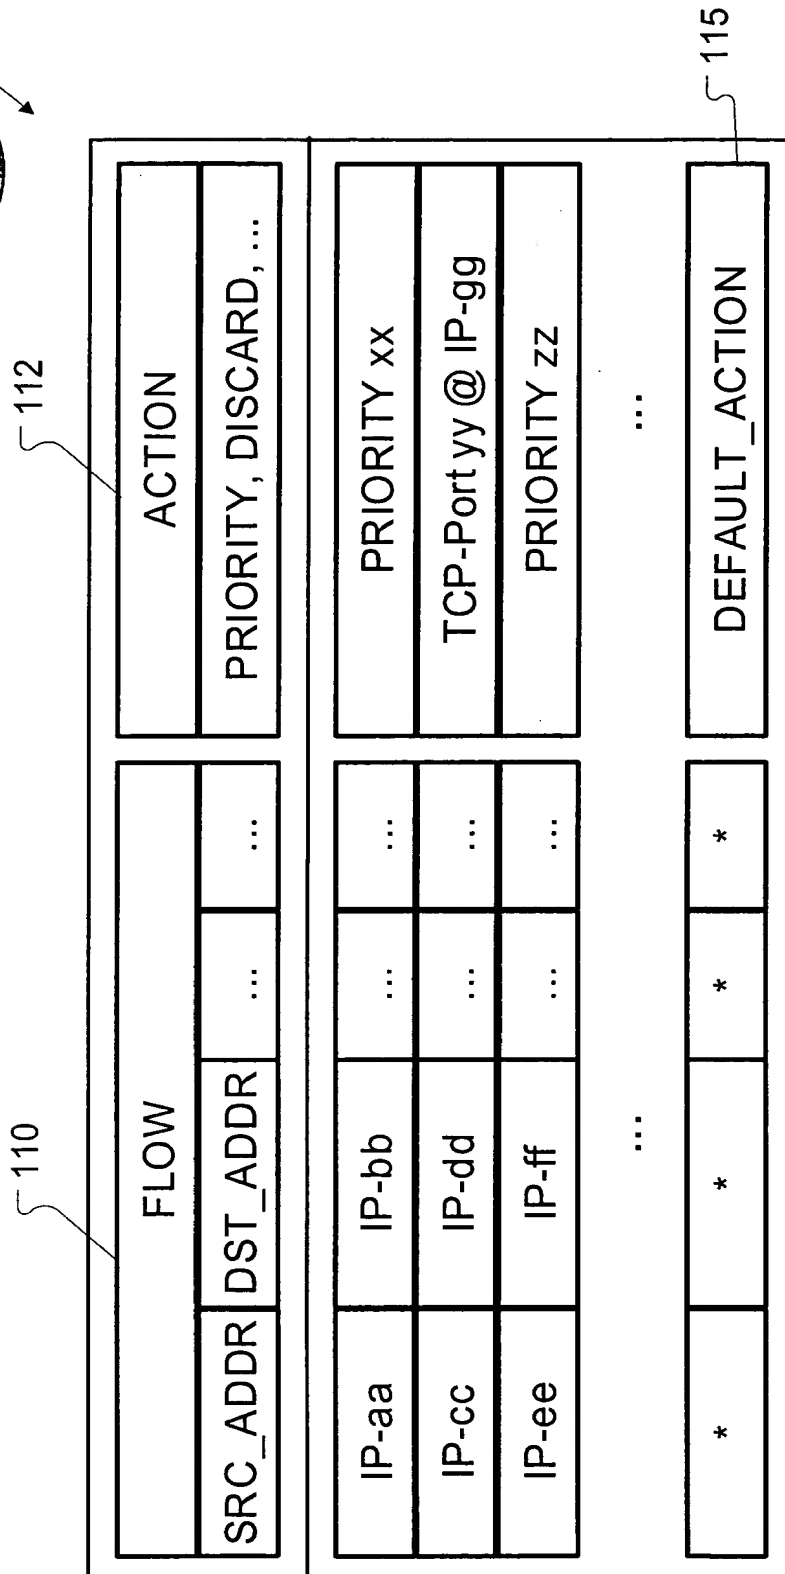 110
112
FLOW
ACTION
SRC_ADDR DST_ADDR ... ... PRIORITY, DISCARD, ...
IP-aa IP-bb ... ... PRIORITY xx
IP-cc IP-dd ... ... TCP-Port yy @ IP-gg
IP-ee IP-ff ... ... PRIORITY zz
... ...
* * * * DEFAULT_ACTION
115